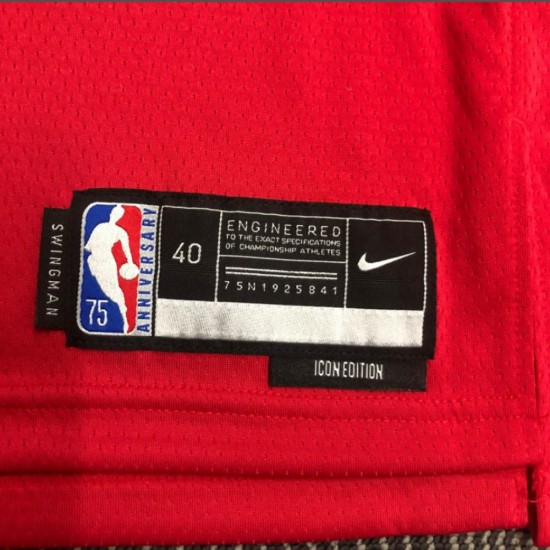 SWINGMAN
75
ANNIVERSARY
40
ENGINEERED
TO THE EXACT SPECIFICATIONS
OF CHAMPIONSHIP ATHLETES
75N1925841
ICON EDITION